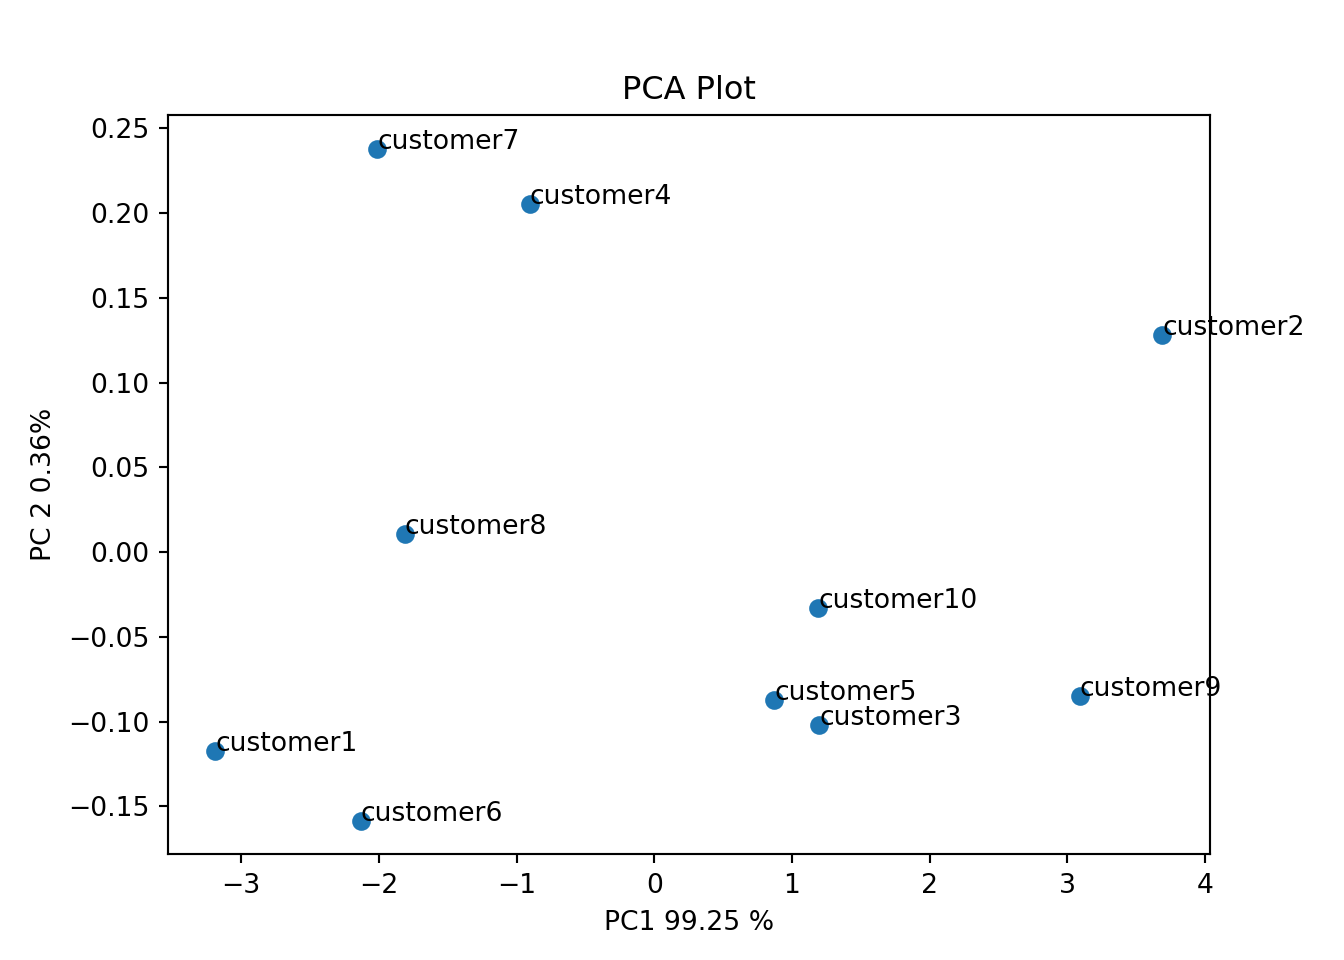 PCA Plot
0.25
0.20
0.15
0.10
0.05
0.00
−0.05
−0.10
−0.15
PC 2 0.36%
customer7
customer4
customer2
customer8
customer10
customer5
customer9
customer3
customer1
customer6
−3 −2 −1 0 1 2 3 4
PC1 99.25 %